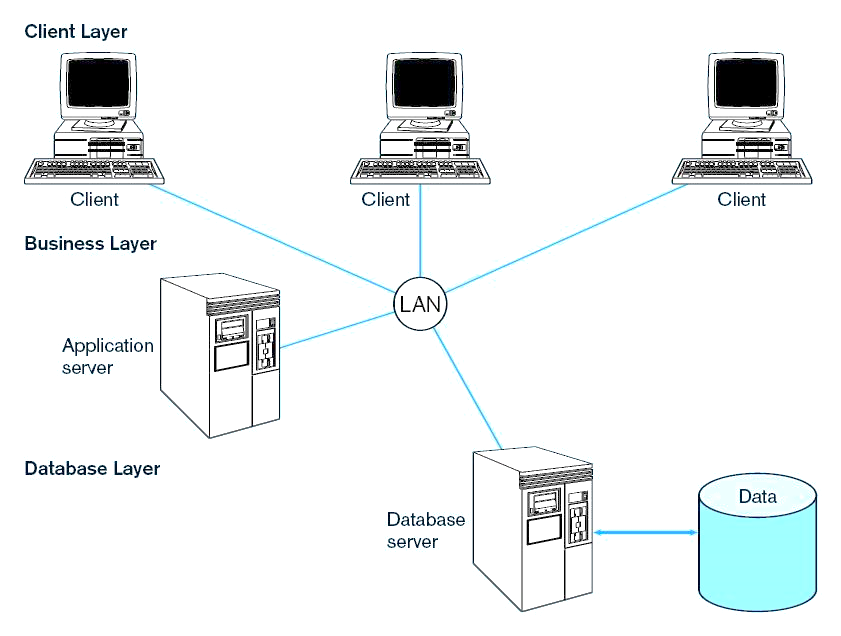 Client Layer
Client
Client
Client
Business Layer
LAN
Application
server
Database Layer
Data
Database
server